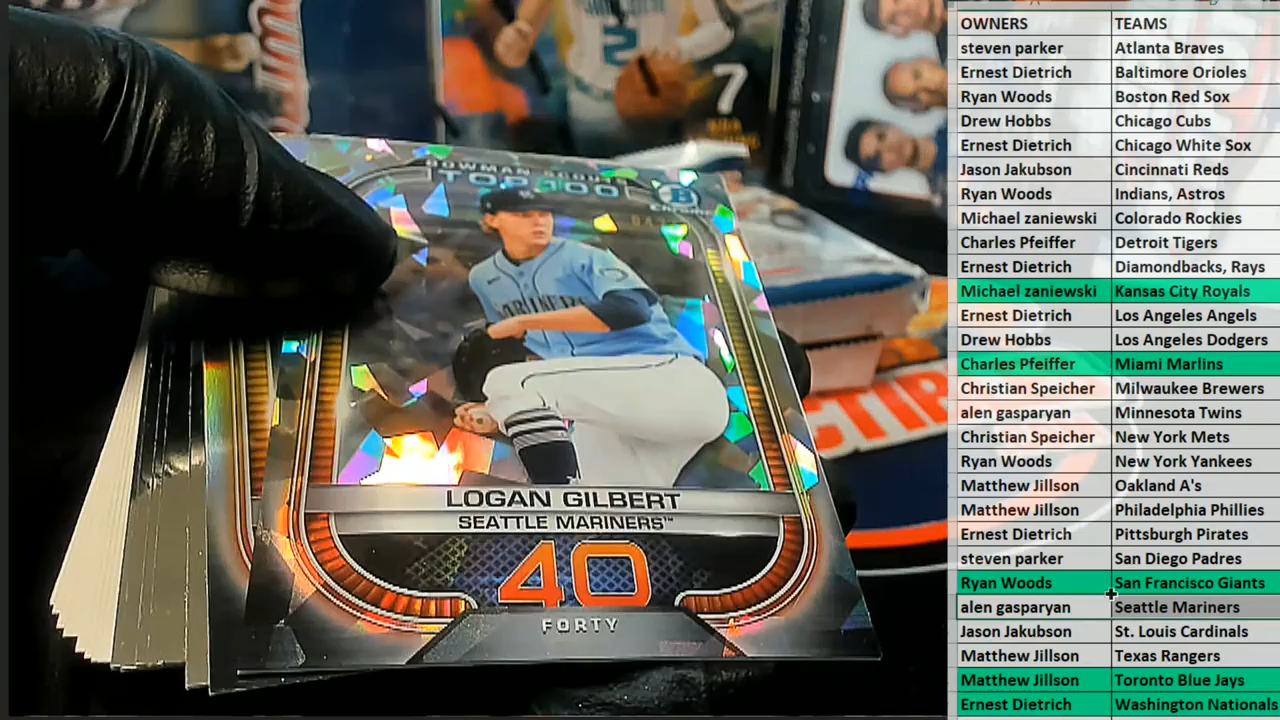 2
7
BOWMAN SCOUTS
TOP 100
B
Chrome
MARINERS
LOGAN GILBERT
SEATTLE MARINERS™
40
FORTY
OWNERS TEAMS
steven parker Atlanta Braves
Ernest Dietrich Baltimore Orioles
Ryan Woods Boston Red Sox
Drew Hobbs Chicago Cubs
Ernest Dietrich Chicago White Sox
Jason Jakubson Cincinnati Reds
Ryan Woods Indians, Astros
Michael zaniewski Colorado Rockies
Charles Pfeiffer Detroit Tigers
Ernest Dietrich Diamondbacks, Rays
Michael zaniewski Kansas City Royals
Ernest Dietrich Los Angeles Angels
Drew Hobbs Los Angeles Dodgers
Charles Pfeiffer Miami Marlins
Christian Speicher Milwaukee Brewers
alen gasparyan Minnesota Twins
Christian Speicher New York Mets
Ryan Woods New York Yankees
Matthew Jillson Oakland A's
Matthew Jillson Philadelphia Phillies
Ernest Dietrich Pittsburgh Pirates
steven parker San Diego Padres
Ryan Woods San Francisco Giants
alen gasparyan Seattle Mariners
Jason Jakubson St. Louis Cardinals
Matthew Jillson Texas Rangers
Matthew Jillson Toronto Blue Jays
Ernest Dietrich Washington Nationals